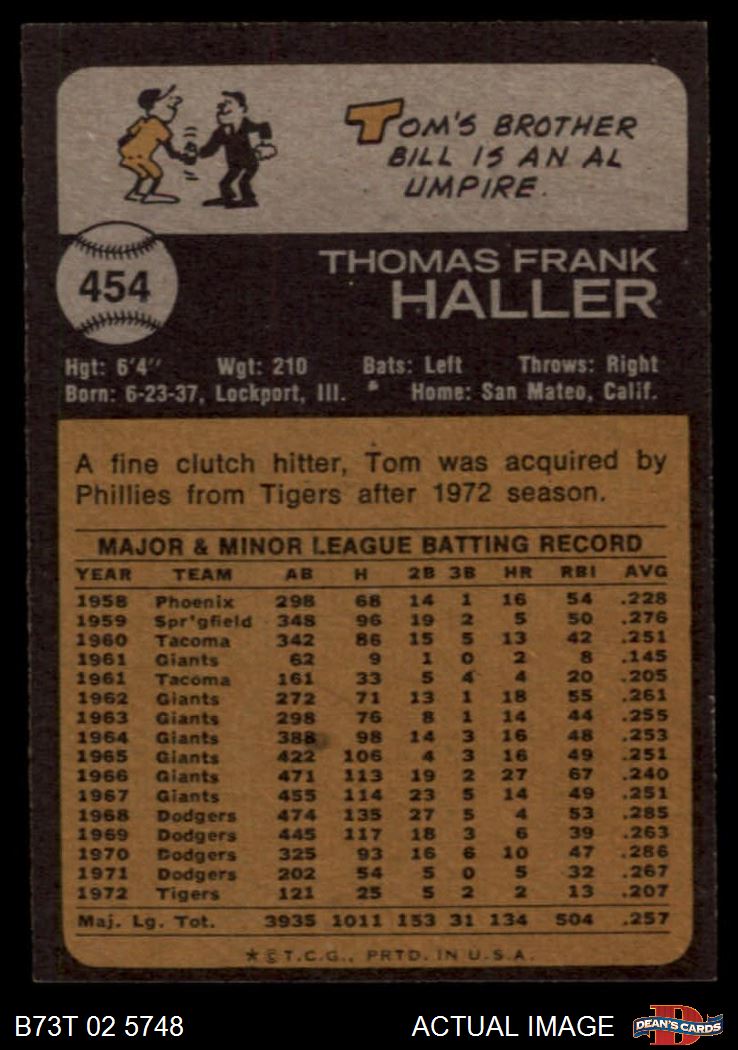 TOM'S BROTHER
BILL IS AN AL
UMPIRE.
454
THOMAS FRANK
HALLER
Hgt: 6'4" Wgt: 210 Bats: Left Throws: Right
Born: 6-23-37, Lockport, Ill. * Home: San Mateo, Calif.
A fine clutch hitter, Tom was acquired by
Phillies from Tigers after 1972 season.
MAJOR & MINOR LEAGUE BATTING RECORD
YEAR TEAM AB H 2B 3B HR RBI AVG
1958 Phoenix 298 68 14 1 16 54 .228
1959 Spr'gfield 348 96 19 2 5 50 .276
1960 Tacoma 342 86 15 5 13 42 .251
1961 Giants 62 9 1 0 2 8 .145
1961 Tacoma 161 33 5 4 4 20 .205
1962 Giants 272 71 13 1 18 55 .261
1963 Giants 298 76 8 1 14 44 .255
1964 Giants 388 98 14 3 16 48 .253
1965 Giants 422 106 4 3 16 49 .251
1966 Giants 471 113 19 2 27 67 .240
1967 Giants 455 114 23 5 14 49 .251
1968 Dodgers 474 135 27 5 4 53 .285
1969 Dodgers 445 117 18 3 6 39 .263
1970 Dodgers 325 93 16 6 10 47 .286
1971 Dodgers 202 54 5 0 5 32 .267
1972 Tigers 121 25 5 2 2 13 .207
Maj. Lg. Tot. 3935 1011 153 31 134 504 .257
★ © T.C.G., PRTD. IN U.S.A.
B73T 02 5748 ACTUAL IMAGE D DEAN'S CARDS